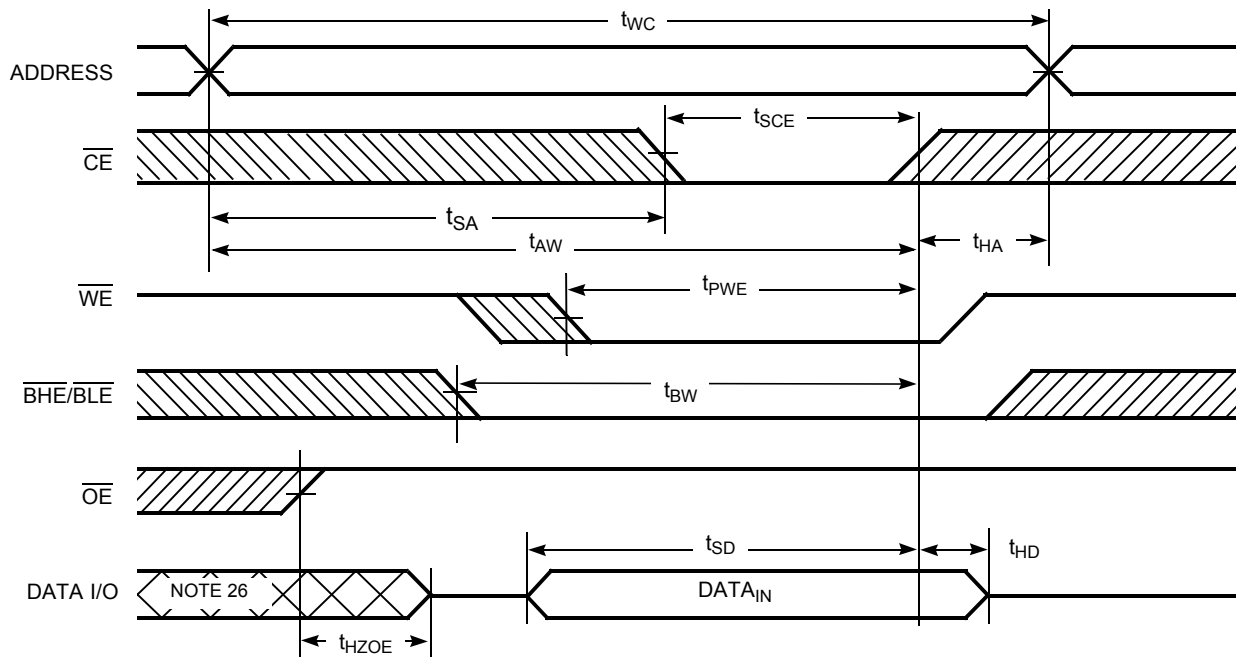 tWC
ADDRESS
tSCE
CE
tSA
tAW
tHA
WE
tPWE
BHE/BLE
tBW
OE
tSD
tHD
DATA I/O
NOTE 26
DATAIN
tHZOE